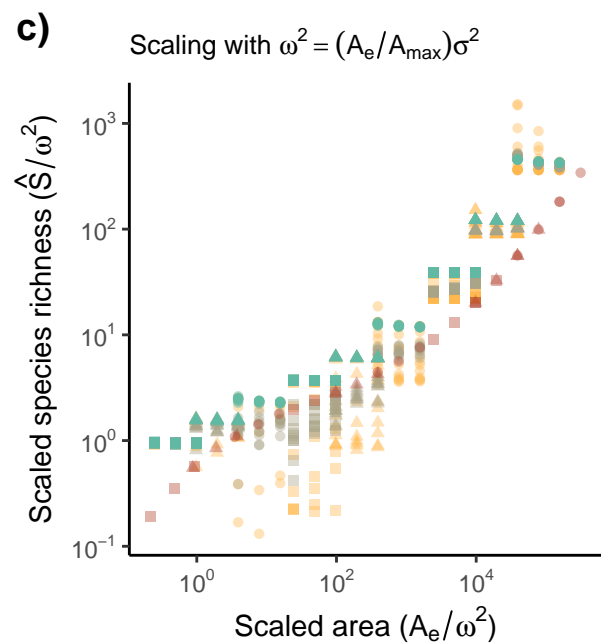 c)
Scaling with ω² = (Aₑ/Aₘₐₓ)σ²
Scaled species richness (Ŝ/ω²)
10³
10²
10¹
10⁰
10⁻¹
10⁰
10²
10⁴
Scaled area (Aₑ/ω²)